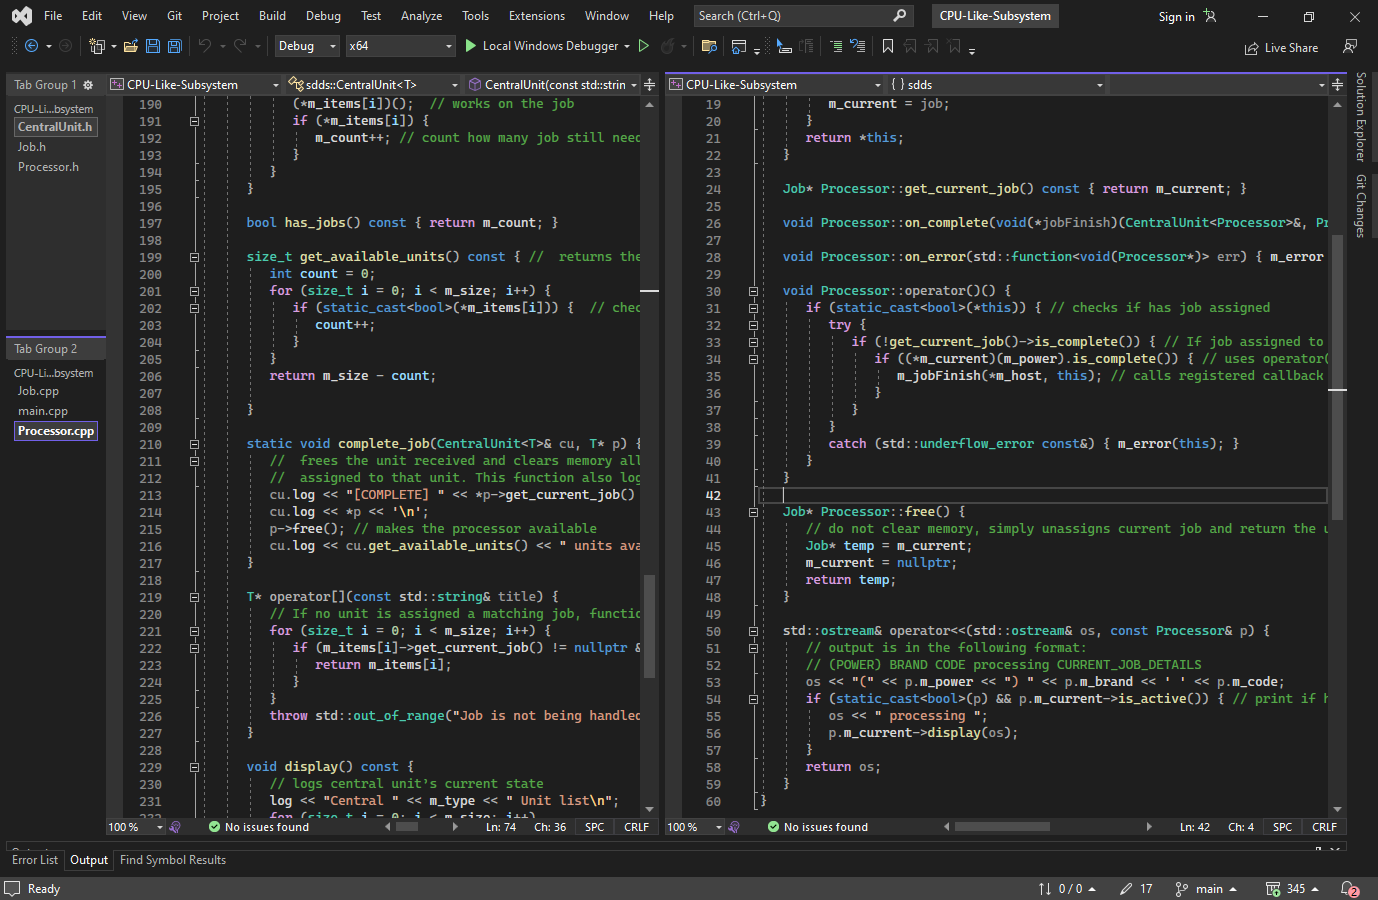 File Edit View Git Project Build Debug Test Analyze Tools Extensions Window Help Search (Ctrl+Q) CPU-Like-Subsystem Sign in
Debug x64 Local Windows Debugger Live Share
Tab Group 1
CPU-Li...bsystem
CentralUnit.h
Job.h
Processor.h
Tab Group 2
CPU-Li...bsystem
Job.cpp
main.cpp
Processor.cpp
CPU-Like-Subsystem sdds::CentralUnit<T> CentralUnit(const std::strin
190 (*m_items[i])(); // works on the job
191 if (*m_items[i]) {
192 m_count++; // count how many job still need
193 }
194 }
195 }
196
197 bool has_jobs() const { return m_count; }
198
199 size_t get_available_units() const { // returns the
200 int count = 0;
201 for (size_t i = 0; i < m_size; i++) {
202 if (static_cast<bool>(*m_items[i])) { // chec
203 count++;
204 }
205 }
206 return m_size - count;
207
208 }
209
210 static void complete_job(CentralUnit<T>& cu, T* p) {
211 // frees the unit received and clears memory all
212 // assigned to that unit. This function also log
213 cu.log << "[COMPLETE] " << *p->get_current_job()
214 cu.log << *p << '\n';
215 p->free(); // makes the processor available
216 cu.log << cu.get_available_units() << " units ava
217 }
218
219 T* operator[](const std::string& title) {
220 // If no unit is assigned a matching job, functio
221 for (size_t i = 0; i < m_size; i++) {
222 if (m_items[i]->get_current_job() != nullptr &
223 return m_items[i];
224 }
225 }
226 throw std::out_of_range("Job is not being handled
227 }
228
229 void display() const {
230 // logs central unit's current state
231 log << "Central " << m_type << " Unit list\n";
232 for (size_t i = 0; i < m_size; i++)
100 % No issues found Ln: 74 Ch: 36 SPC CRLF
CPU-Like-Subsystem { } sdds
19 m_current = job;
20 }
21 return *this;
22 }
23
24 Job* Processor::get_current_job() const { return m_current; }
25
26 void Processor::on_complete(void(*jobFinish)(CentralUnit<Processor>&, Pr
27
28 void Processor::on_error(std::function<void(Processor*)> err) { m_error
29
30 void Processor::operator()() {
31 if (static_cast<bool>(*this)) { // checks if has job assigned
32 try {
33 if (!get_current_job()->is_complete()) { // If job assigned to
34 if ((*m_current)(m_power).is_complete()) { // uses operator(
35 m_jobFinish(*m_host, this); // calls registered callback
36 }
37 }
38 }
39 catch (std::underflow_error const&) { m_error(this); }
40 }
41 }
42
43 Job* Processor::free() {
44 // do not clear memory, simply unassigns current job and return the u
45 Job* temp = m_current;
46 m_current = nullptr;
47 return temp;
48 }
49
50 std::ostream& operator<<(std::ostream& os, const Processor& p) {
51 // output is in the following format:
52 // (POWER) BRAND CODE processing CURRENT_JOB_DETAILS
53 os << "(" << p.m_power << ") " << p.m_brand << ' ' << p.m_code;
54 if (static_cast<bool>(p) && p.m_current->is_active()) { // print if h
55 os << " processing ";
56 p.m_current->display(os);
57 }
58 return os;
59 }
60 }
100 % No issues found Ln: 42 Ch: 4 SPC CRLF
Solution Explorer
Git Changes
Error List Output Find Symbol Results
Ready 0 / 0 17 main 345 2